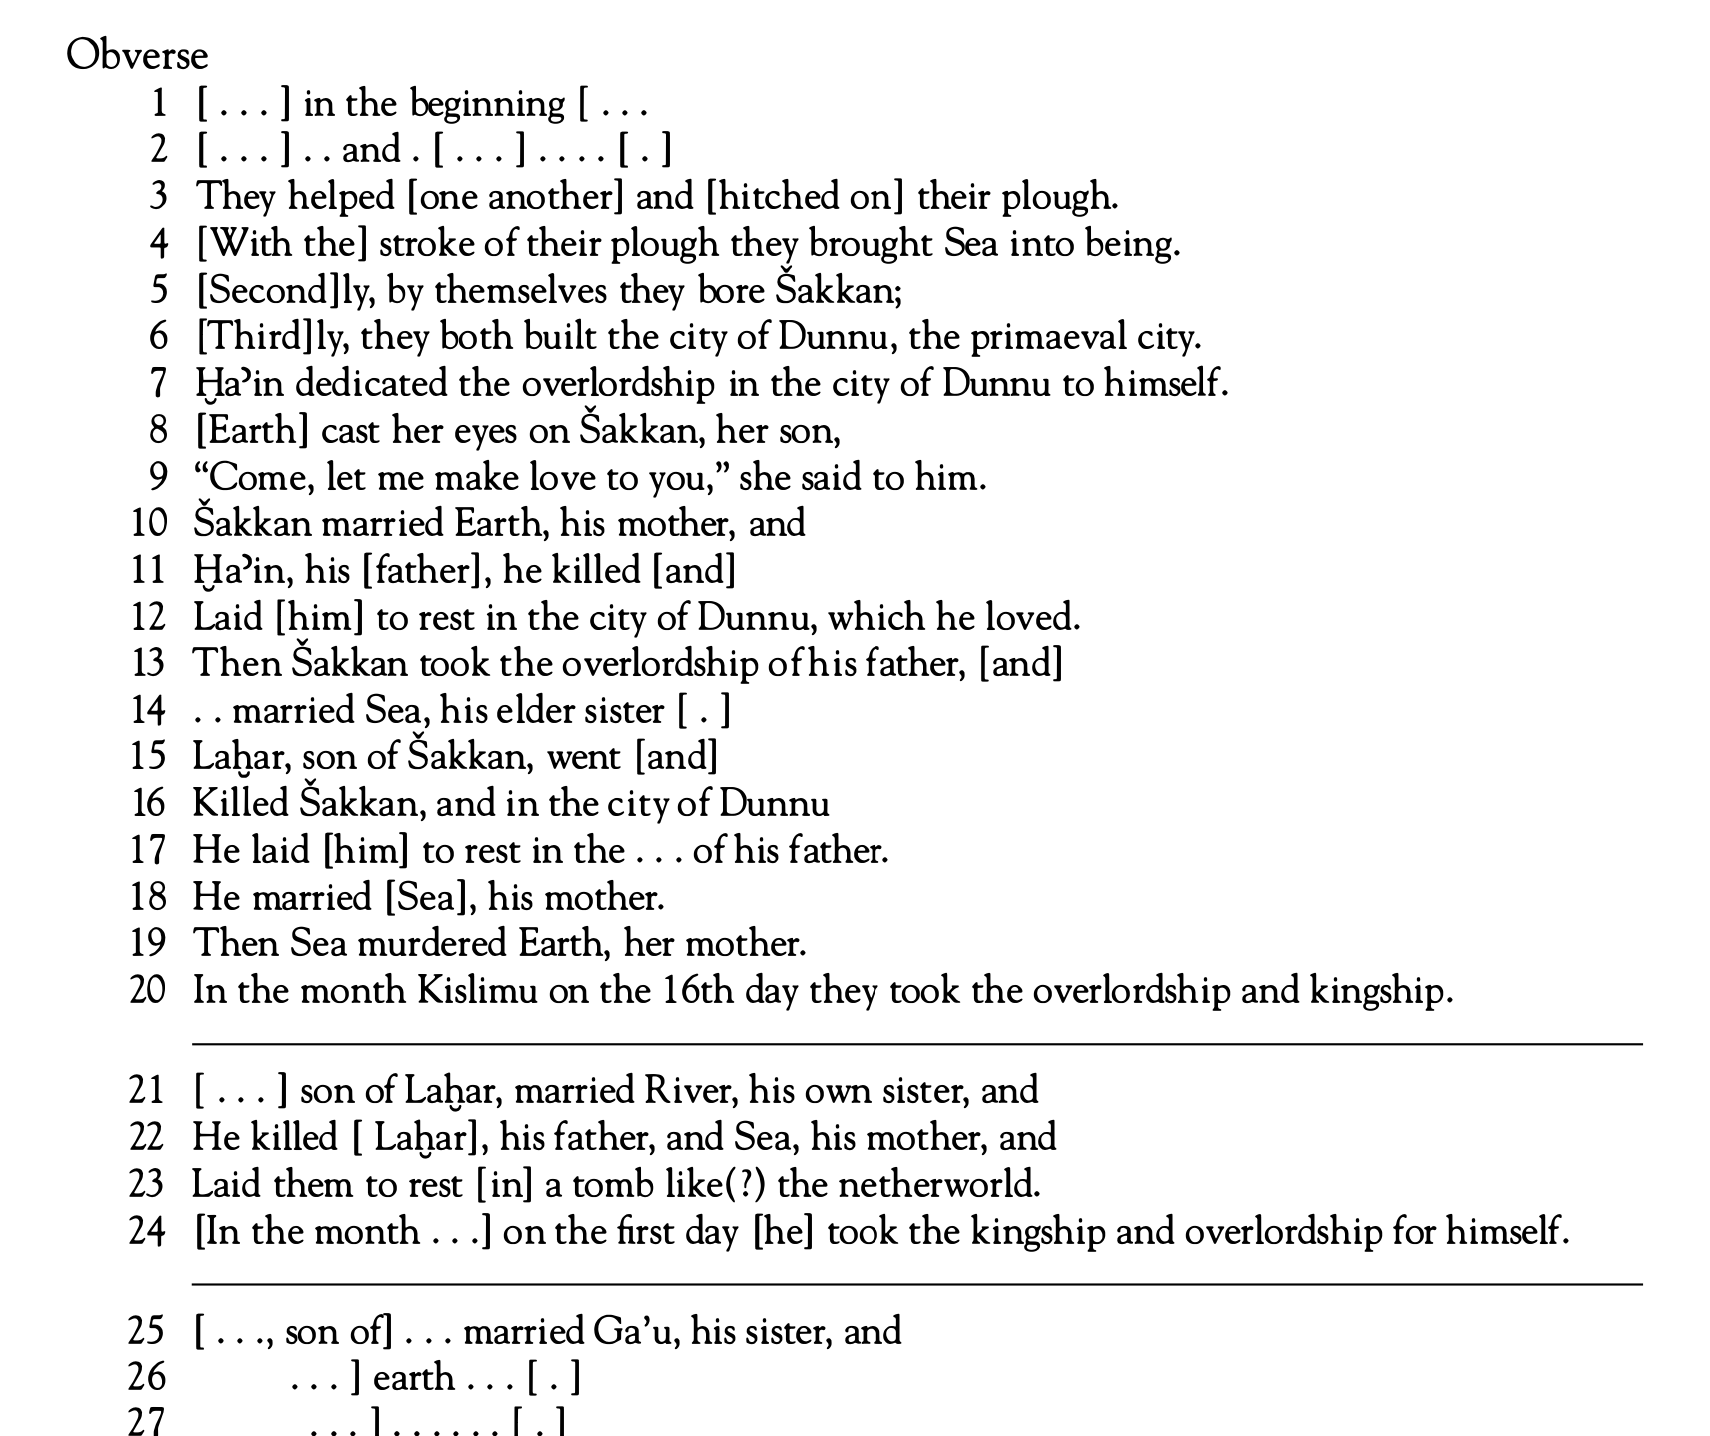 Obverse
1 [ . . . ] in the beginning [ . . .
2 [ . . . ] . . and . [ . . . ] . . . . [ . ]
3 They helped [one another] and [hitched on] their plough.
4 [With the] stroke of their plough they brought Sea into being.
5 [Second]ly, by themselves they bore Šakkan;
6 [Third]ly, they both built the city of Dunnu, the primaeval city.
7 Ḫaʾin dedicated the overlordship in the city of Dunnu to himself.
8 [Earth] cast her eyes on Šakkan, her son,
9 “Come, let me make love to you,” she said to him.
10 Šakkan married Earth, his mother, and
11 Ḫaʾin, his [father], he killed [and]
12 Laid [him] to rest in the city of Dunnu, which he loved.
13 Then Šakkan took the overlordship of his father, [and]
14 . . married Sea, his elder sister [ . ]
15 Laḫar, son of Šakkan, went [and]
16 Killed Šakkan, and in the city of Dunnu
17 He laid [him] to rest in the . . . of his father.
18 He married [Sea], his mother.
19 Then Sea murdered Earth, her mother.
20 In the month Kislimu on the 16th day they took the overlordship and kingship.
21 [ . . . ] son of Laḫar, married River, his own sister, and
22 He killed [ Laḫar], his father, and Sea, his mother, and
23 Laid them to rest [in] a tomb like(?) the netherworld.
24 [In the month . . .] on the first day [he] took the kingship and overlordship for himself.
25 [ . . ., son of] . . . married Ga’u, his sister, and
26 . . . ] earth . . . [ . ]
27 . . . ] . . . . . . [ . ]